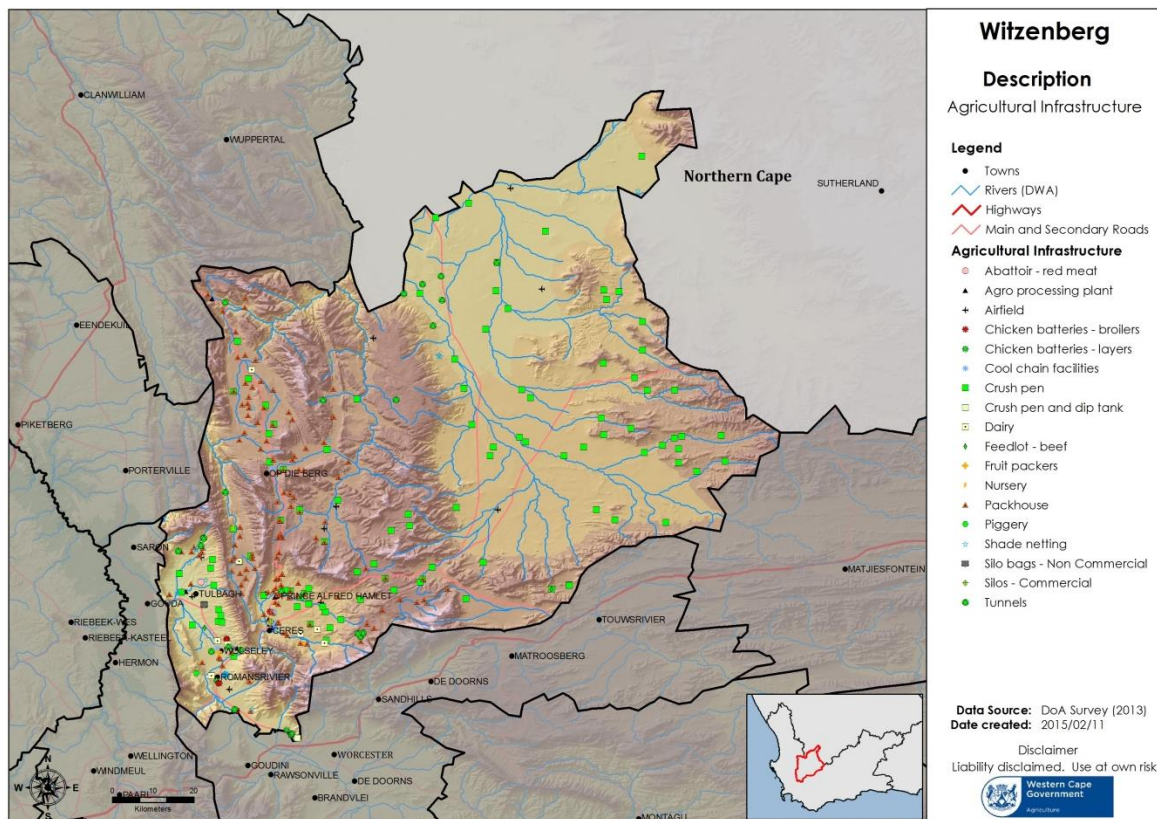 CLANWILLIAM
WUPPERTAL
Northern Cape
SUTHERLAND
EENDEKUIL
PIKETBERG
PORTERVILLE
OP DIE BERG
SARON
MATJIESFONTEIN
PRINCE ALFRED HAMLET
TULBAGH
GOUDA
TOUWSRIVIER
RIEBEEK-WES
CERES
RIEBEEK-KASTEEL
WOLSELEY
MATROOSBERG
HERMON
ROMANSRIVIER
DE DOORNS
SANDHILLS
WORCESTER
WELLINGTON
GOUDINI
WINDMEUL
RAWSONVILLE
DE DOORNS
PAARL
BRANDVLEI
MONTAGU
N
W
E
S
0
10
20
Kilometers
Witzenberg
Description
Agricultural Infrastructure
Legend
Towns
Rivers (DWA)
Highways
Main and Secondary Roads
Agricultural Infrastructure
Abattoir - red meat
Agro processing plant
Airfield
Chicken batteries - broilers
Chicken batteries - layers
Cool chain facilities
Crush pen
Crush pen and dip tank
Dairy
Feedlot - beef
Fruit packers
Nursery
Packhouse
Piggery
Shade netting
Silo bags - Non Commercial
Silos - Commercial
Tunnels
Data Source: DoA Survey (2013)
Date created: 2015/02/11
Disclaimer
Liability disclaimed. Use at own risk
Western Cape
Government
Agriculture